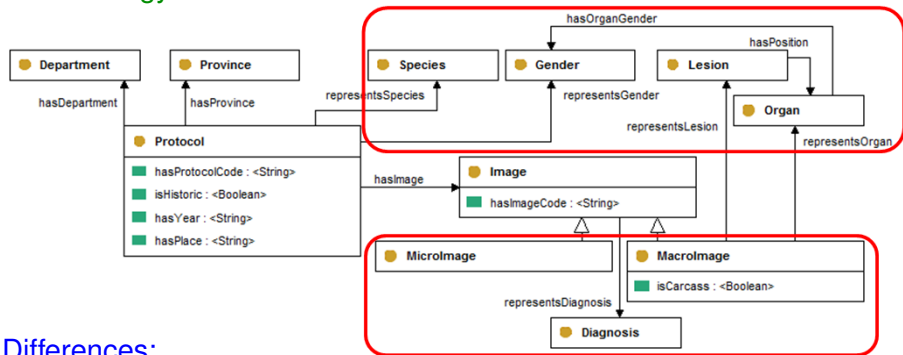 hasOrganGender
hasPosition
Department
Province
Species
Gender
Lesion
hasDepartment
hasProvince
representsSpecies
representsGender
Organ
representsLesion
representsOrgan
Protocol
hasProtocolCode : <String>
isHistoric : <Boolean>
hasYear : <String>
hasPlace : <String>
hasImage
Image
hasImageCode : <String>
MicroImage
MacroImage
isCarcass : <Boolean>
representsDiagnosis
Diagnosis
Differences: